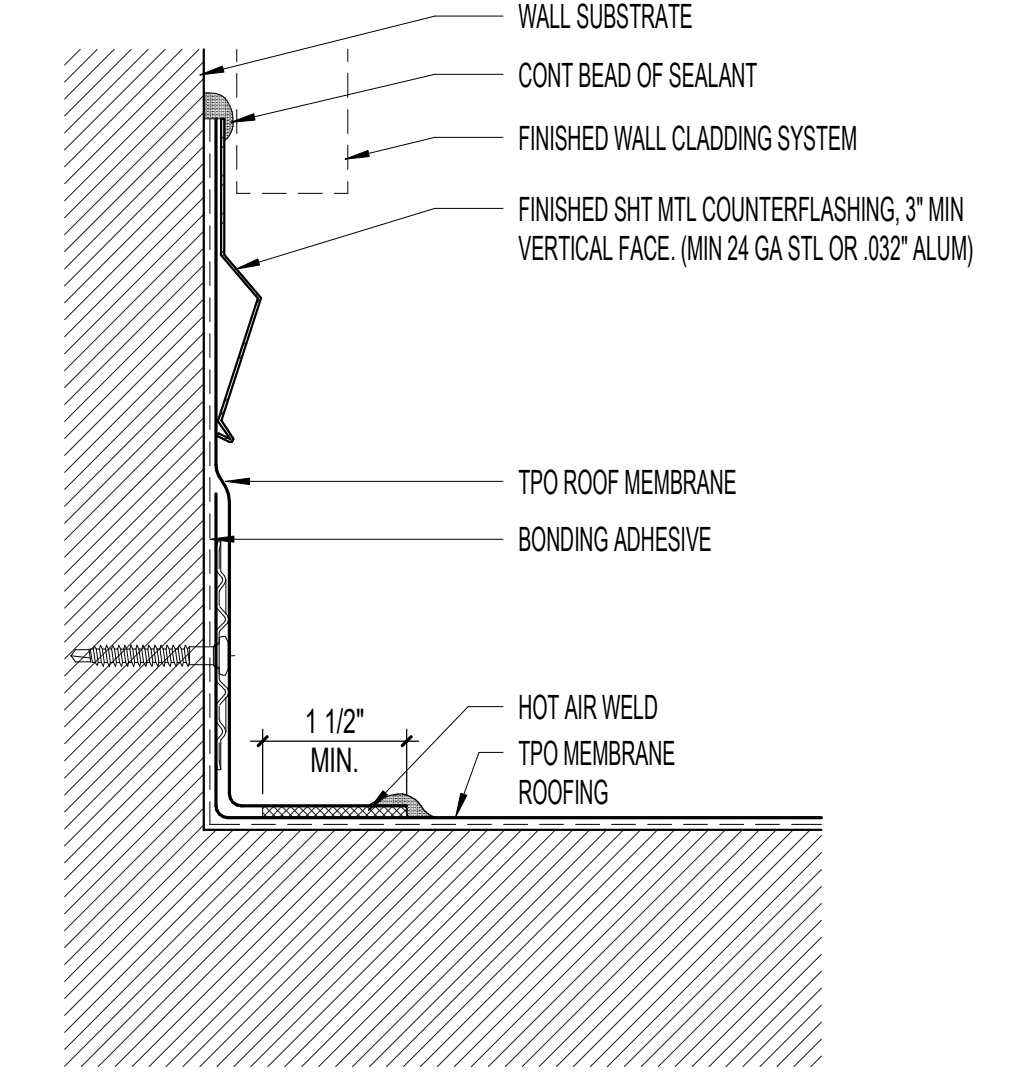 WALL SUBSTRATE
CONT BEAD OF SEALANT
FINISHED WALL CLADDING SYSTEM
FINISHED SHT MTL COUNTERFLASHING, 3" MIN
VERTICAL FACE. (MIN 24 GA STL OR .032" ALUM)
TPO ROOF MEMBRANE
BONDING ADHESIVE
HOT AIR WELD
1 1/2"
MIN.
TPO MEMBRANE
ROOFING